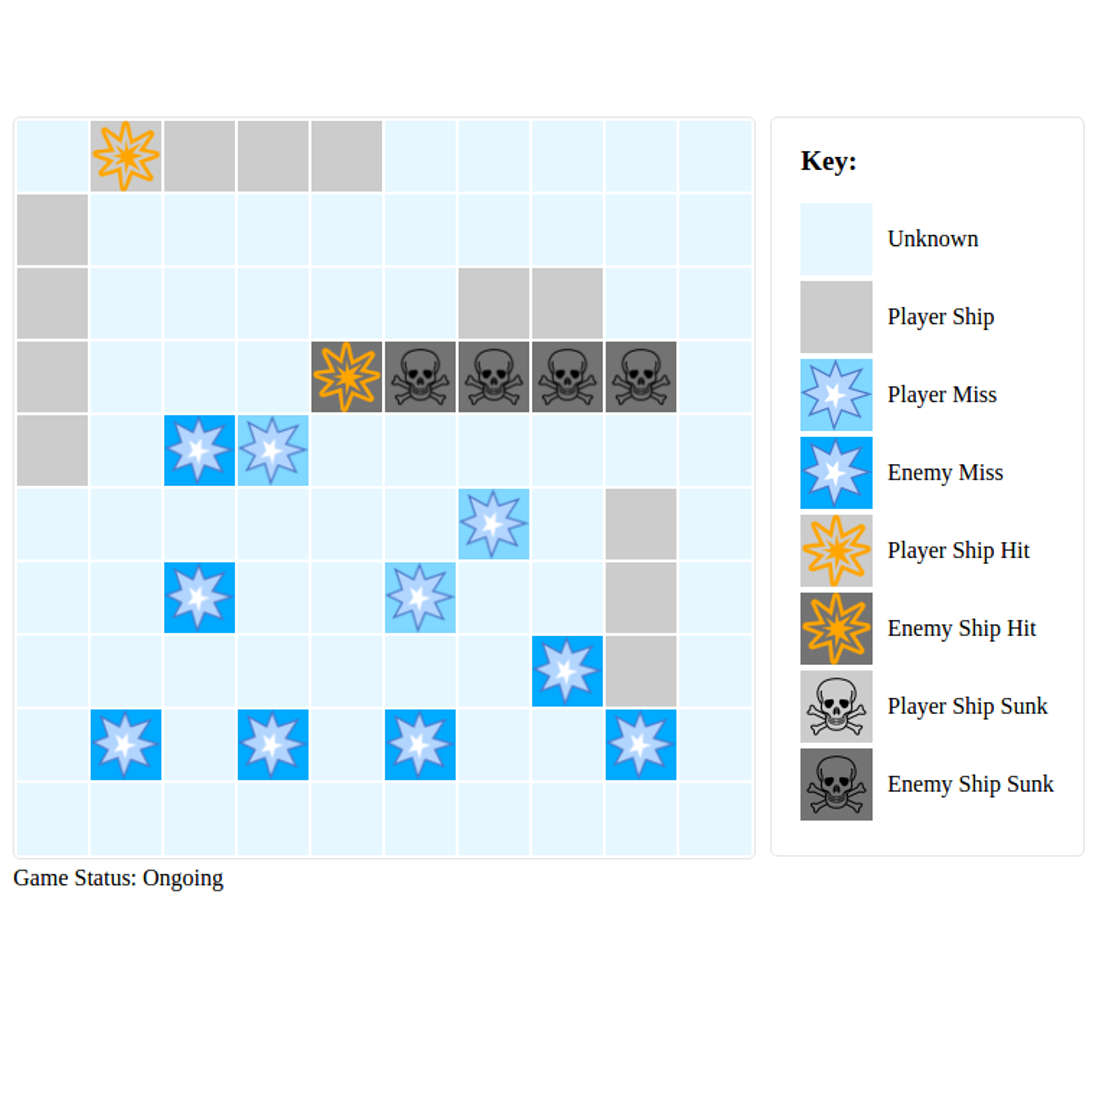 Key:
Unknown
Player Ship
Player Miss
Enemy Miss
Player Ship Hit
Enemy Ship Hit
Player Ship Sunk
Enemy Ship Sunk
Game Status: Ongoing